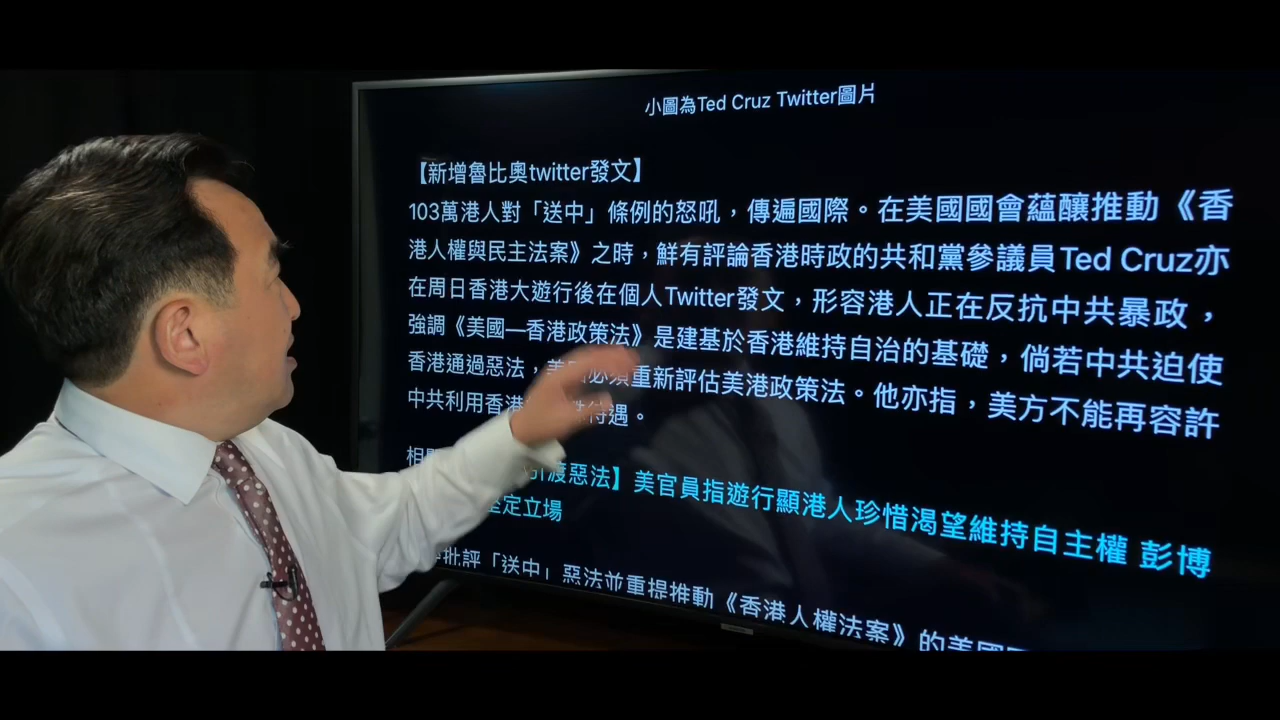 小圖為Ted Cruz Twitter圖片
【新增魯比奧twitter發文】
103萬港人對「送中」條例的怒吼，傳遍國際。在美國國會蘊釀推動《香
港人權與民主法案》之時，鮮有評論香港時政的共和黨參議員Ted Cruz亦
在周日香港大遊行後在個人Twitter發文，形容港人正在反抗中共暴政，
強調《美國—香港政策法》是建基於香港維持自治的基礎，倘若中共迫使
香港通過惡法，美國必須重新評估美港政策法。他亦指，美方不能再容許
中共利用香港 待遇。
相 引渡惡法】美官員指遊行顯港人珍惜渴望維持自主權 彭博
堅定立場
批評「送中」惡法並重提推動《香港人權法案》的美國